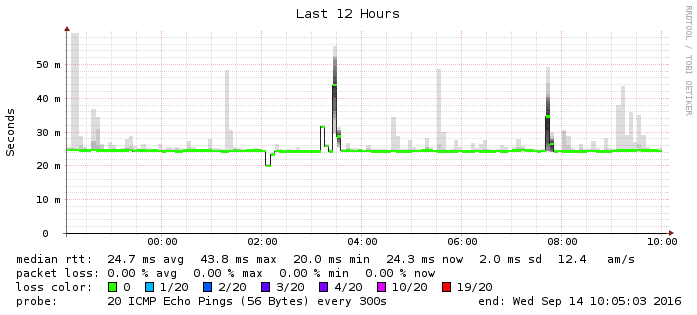 Last 12 Hours
RRDTOOL / TOBI OETIKER
Seconds
50 m
40 m
30 m
20 m
10 m
0
00:00 02:00 04:00 06:00 08:00 10:00
median rtt: 24.7 ms avg 43.8 ms max 20.0 ms min 24.3 ms now 2.0 ms sd 12.4 am/s
packet loss: 0.00 % avg 0.00 % max 0.00 % min 0.00 % now
loss color: 0 1/20 2/20 3/20 4/20 10/20 19/20
probe: 20 ICMP Echo Pings (56 Bytes) every 300s end: Wed Sep 14 10:05:03 2016